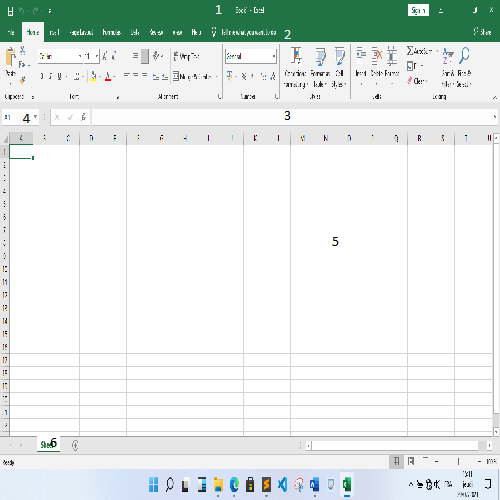 1
Book1 - Excel
Sign in
File Home Insert Page Layout Formulas Data Review View Help Tell me what you want to do
2
Share
Paste
Calibri 11
B I U
Wrap Text
Merge & Center
General
Conditional Formatting
Format as Table
Cell Styles
Insert Delete Format
AutoSum
Fill
Clear
Sort & Filter
Find & Select
Clipboard Font Alignment Number Styles Cells Editing
A1
4
fx
3
A B C D E F G H I J K L M N O P Q R S T U
1
2
3
4
5
6
7
8
5
9
10
11
12
13
14
15
16
17
18
19
20
21
22
Sheet
6
Ready
100%
FRA
jeudi